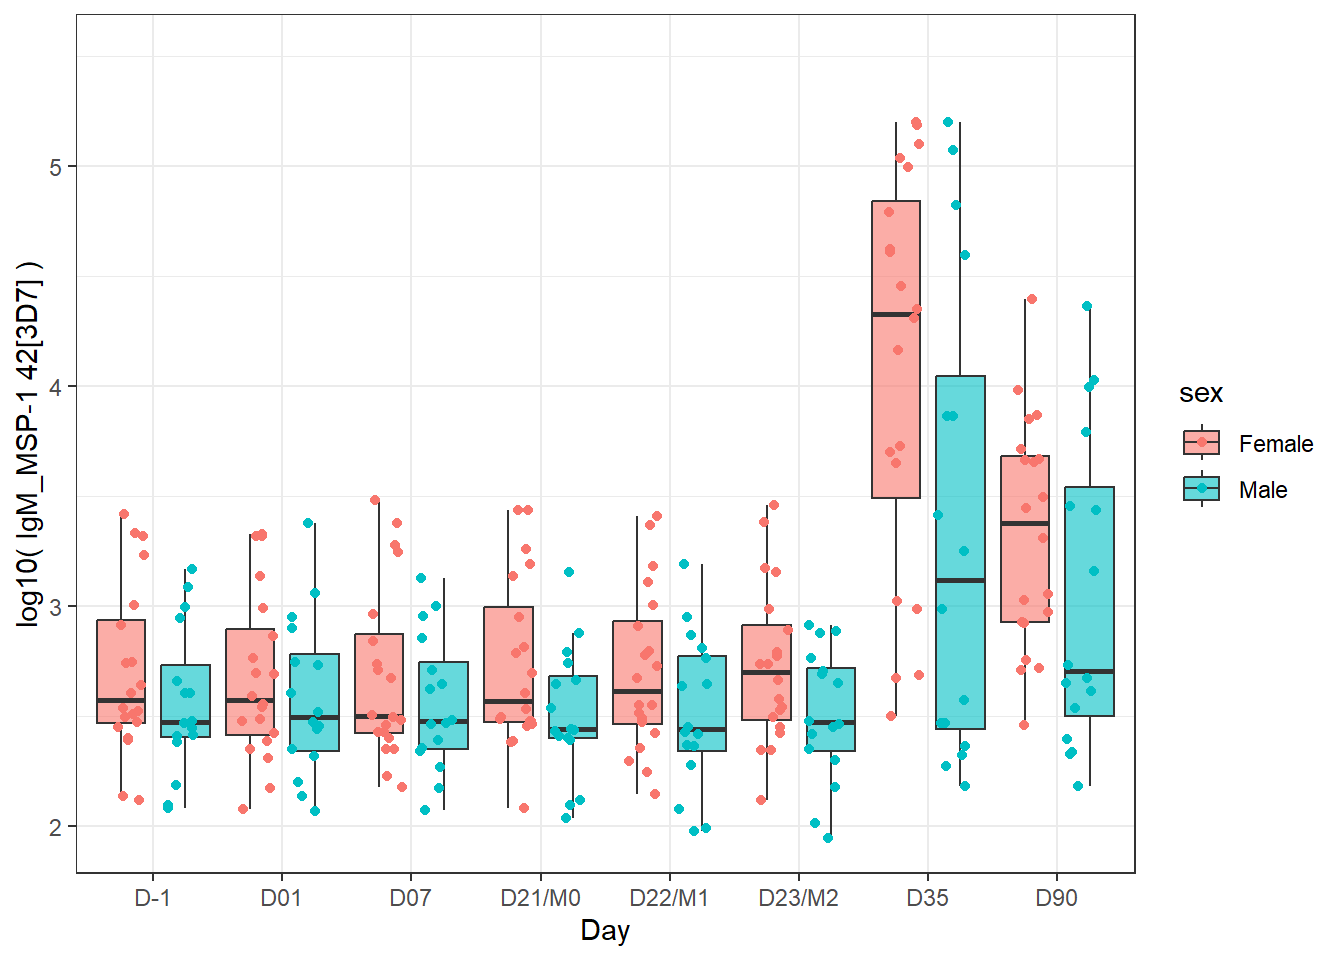 log10( IgM_MSP-1 42[3D7] )
5
4
3
2
D-1 D01 D07 D21/M0 D22/M1 D23/M2 D35 D90
Day
sex
Female
Male